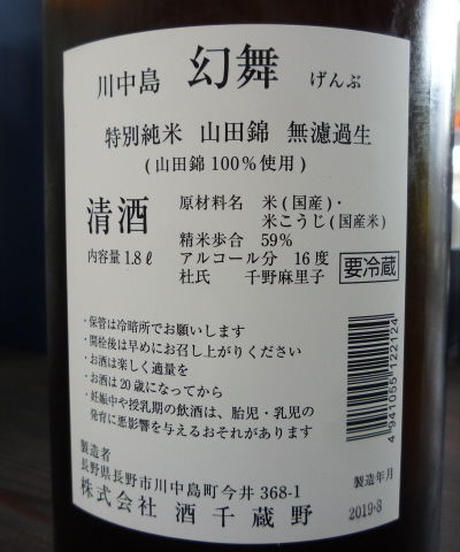 川中島 幻舞 げんぶ
特別純米 山田錦 無濾過生
(山田錦100%使用)
清酒
内容量1.8ℓ
原材料名 米(国産)・
米こうじ(国産米)
精米歩合 59%
アルコール分 16度
杜氏 千野麻里子
要冷蔵
・保管は冷暗所でお願いします
・開栓後は早めにお召し上がりください
・お酒は楽しく適量を
・お酒は20歳になってから
・妊娠中や授乳期の飲酒は、胎児・乳児の
発育に悪影響を与えるおそれがあります
4 941055 122124
製造者
長野県長野市川中島町今井368-1
株式会社 酒千蔵野
製造年月
2019-8